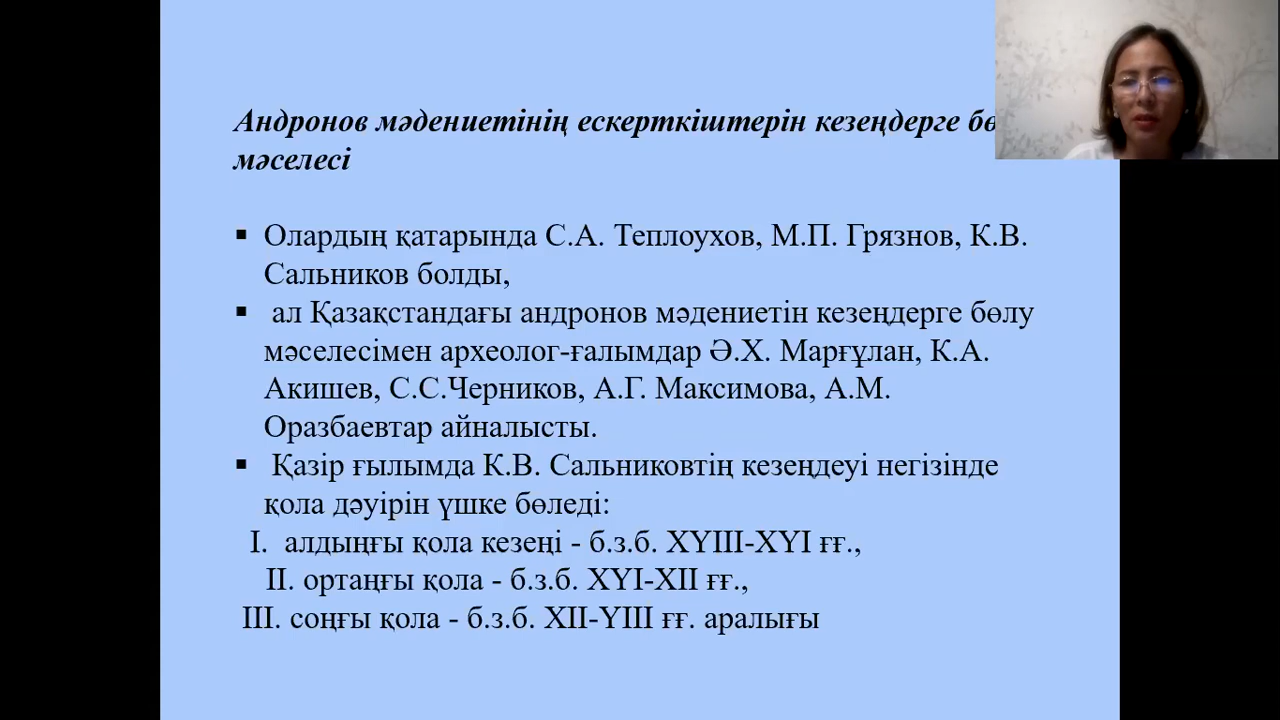 Андронов мәдениетінің ескерткіштерін кезеңдерге
мәселесі
▪ Олардың қатарында С.А. Теплоухов, М.П. Грязнов, К.В.
Сальников болды,
▪ ал Қазақстандағы андронов мәдениетін кезеңдерге бөлу
мәселесімен археолог-ғалымдар Ә.Х. Марғұлан, К.А.
Акишев, С.С.Черников, А.Г. Максимова, А.М.
Оразбаевтар айналысты.
▪ Қазір ғылымда К.В. Сальниковтің кезеңдеуі негізінде
қола дәуірін үшке бөледі:
І. алдыңғы қола кезеңі - б.з.б. ХҮІІІ-ХҮІ ғғ.,
ІІ. ортаңғы қола - б.з.б. ХҮІ-ХІІ ғғ.,
ІІІ. соңғы қола - б.з.б. ХІІ-ҮІІІ ғғ. аралығы